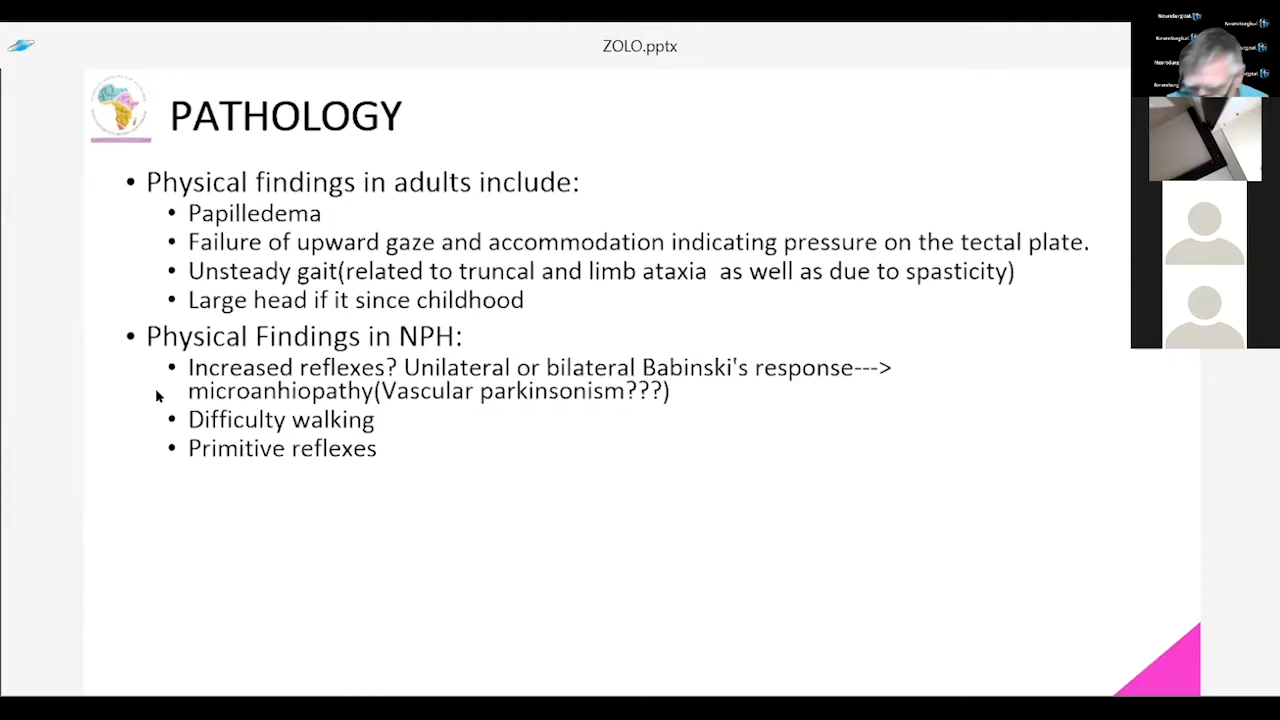 ZOLO.pptx
PATHOLOGY
• Physical findings in adults include:
• Papilledema
• Failure of upward gaze and accommodation indicating pressure on the tectal plate.
• Unsteady gait(related to truncal and limb ataxia as well as due to spasticity)
• Large head if it since childhood
• Physical Findings in NPH:
• Increased reflexes? Unilateral or bilateral Babinski's response--->
microanhiopathy(Vascular parkinsonism???)
• Difficulty walking
• Primitive reflexes